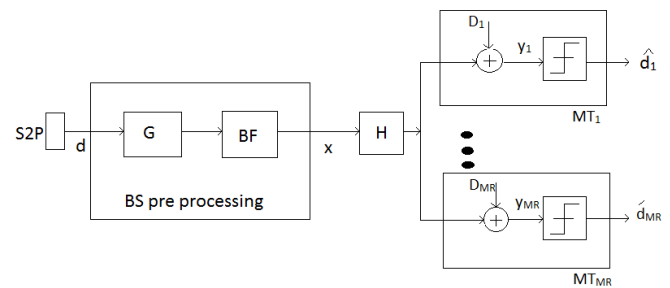 S2P
d
G
BF
BS pre processing
x
H
D1
y1
d̂1
MT1
DMR
yMR
d́MR
MTMR